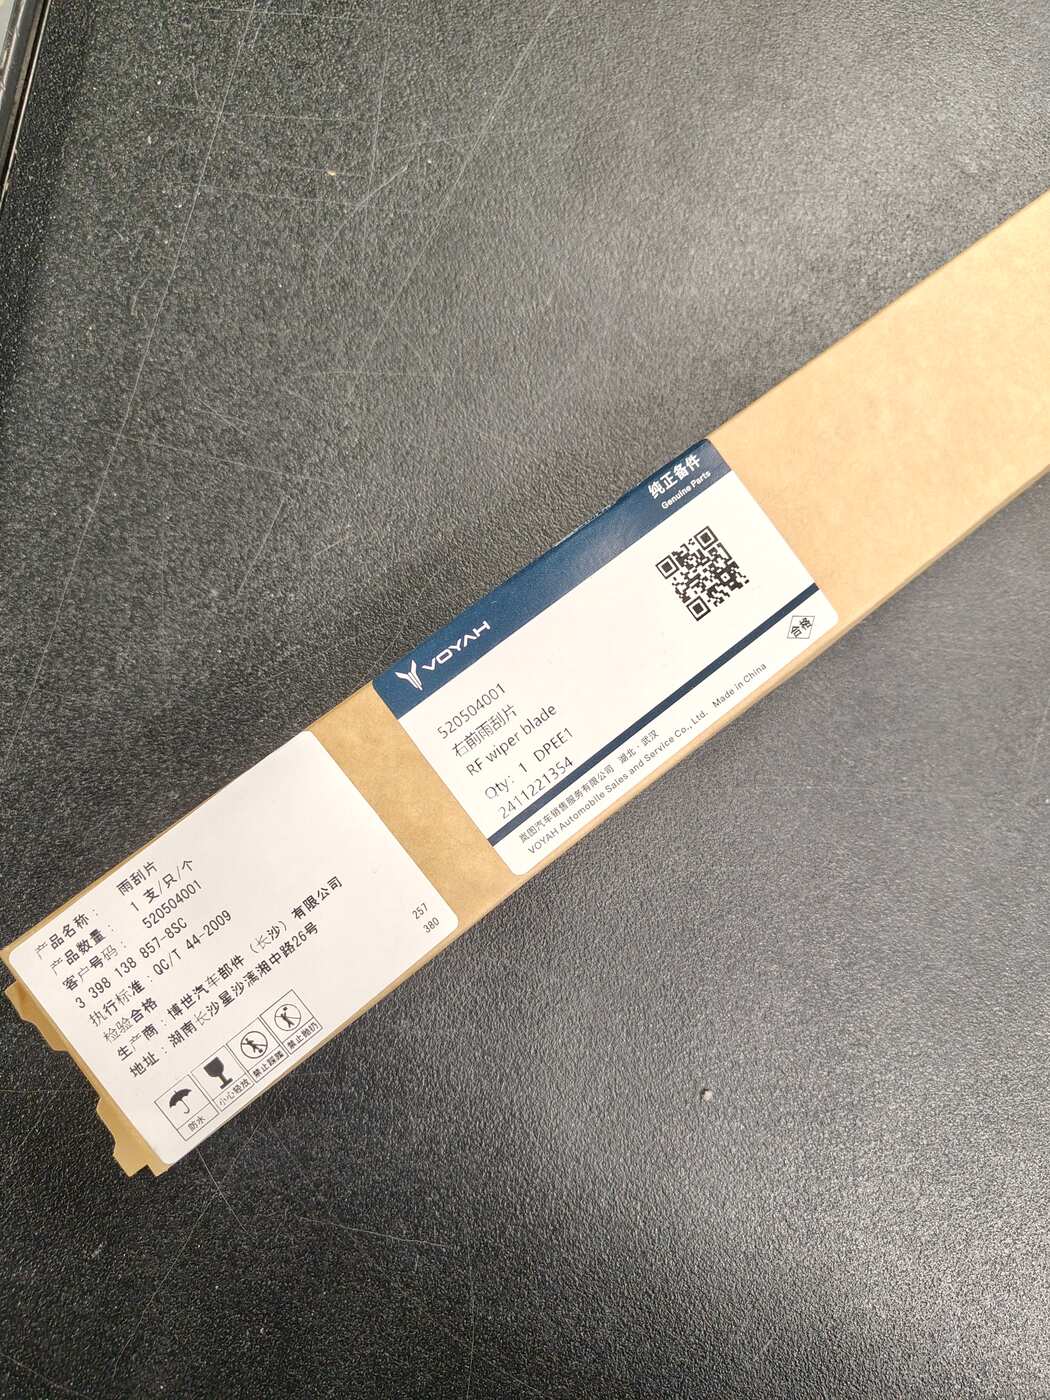 纯正备件
Genuine Parts
VOYAH
520504001
右前雨刮片
RF wiper blade
Qty: 1 DPEE1
2411221354
合格
岚图汽车销售服务有限公司 湖北·武汉
VOYAH Automobile Sales and Service Co., Ltd. Made in China
产品名称: 雨刮片
产品数量: 1 支/只/个
客户号码: 520504001
3 398 138 857-8SC
执行标准: QC/T 44-2009
检验合格
生产商: 博世汽车部件 (长沙) 有限公司
地址: 湖南长沙星沙漓湘中路26号
257
380
防水
小心轻放
禁止踩踏
禁止抛扔